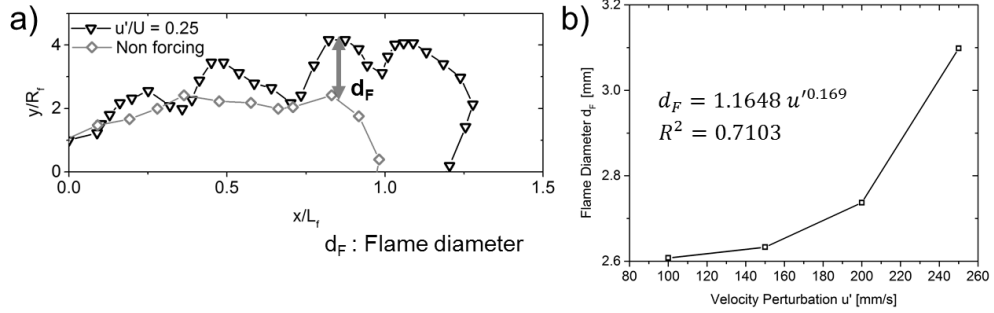 a)
u'/U = 0.25
Non forcing
y/R_f
4
2
0
d_F
0.0
0.5
1.0
1.5
x/L_f
d_F : Flame diameter
b)
Flame Diameter d_F [mm]
3.2
3.0
2.8
2.6
d_F = 1.1648 u'^0.169
R^2 = 0.7103
80 100 120 140 160 180 200 220 240 260
Velocity Perturbation u' [mm/s]